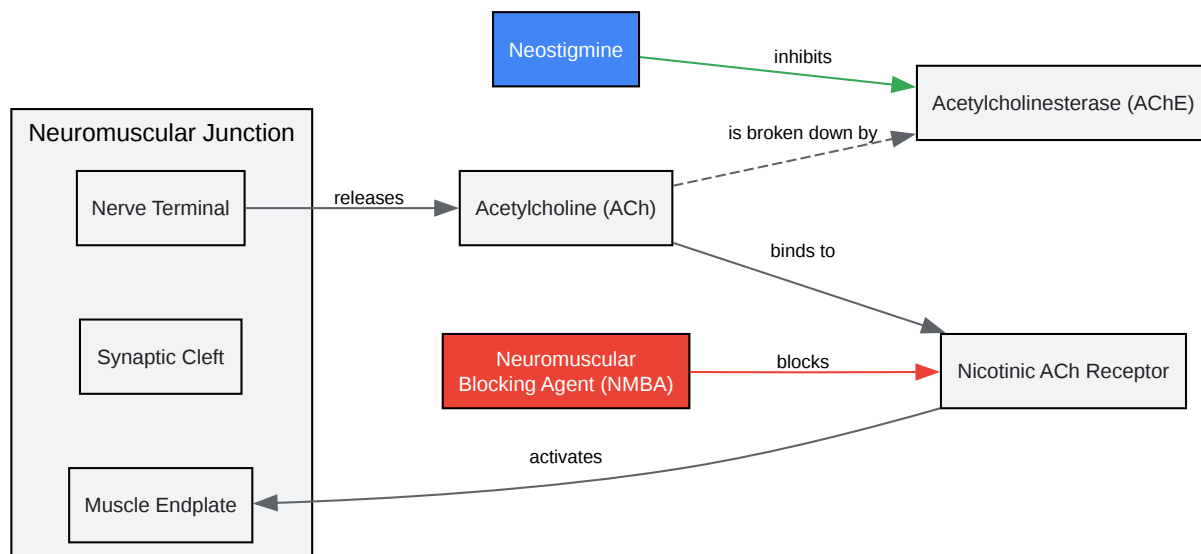 Neostigmine
inhibits
Acetylcholinesterase (AChE)
Neuromuscular Junction
is broken down by
Nerve Terminal
releases
Acetylcholine (ACh)
binds to
Synaptic Cleft
Neuromuscular
Blocking Agent (NMBA)
blocks
Nicotinic ACh Receptor
activates
Muscle Endplate